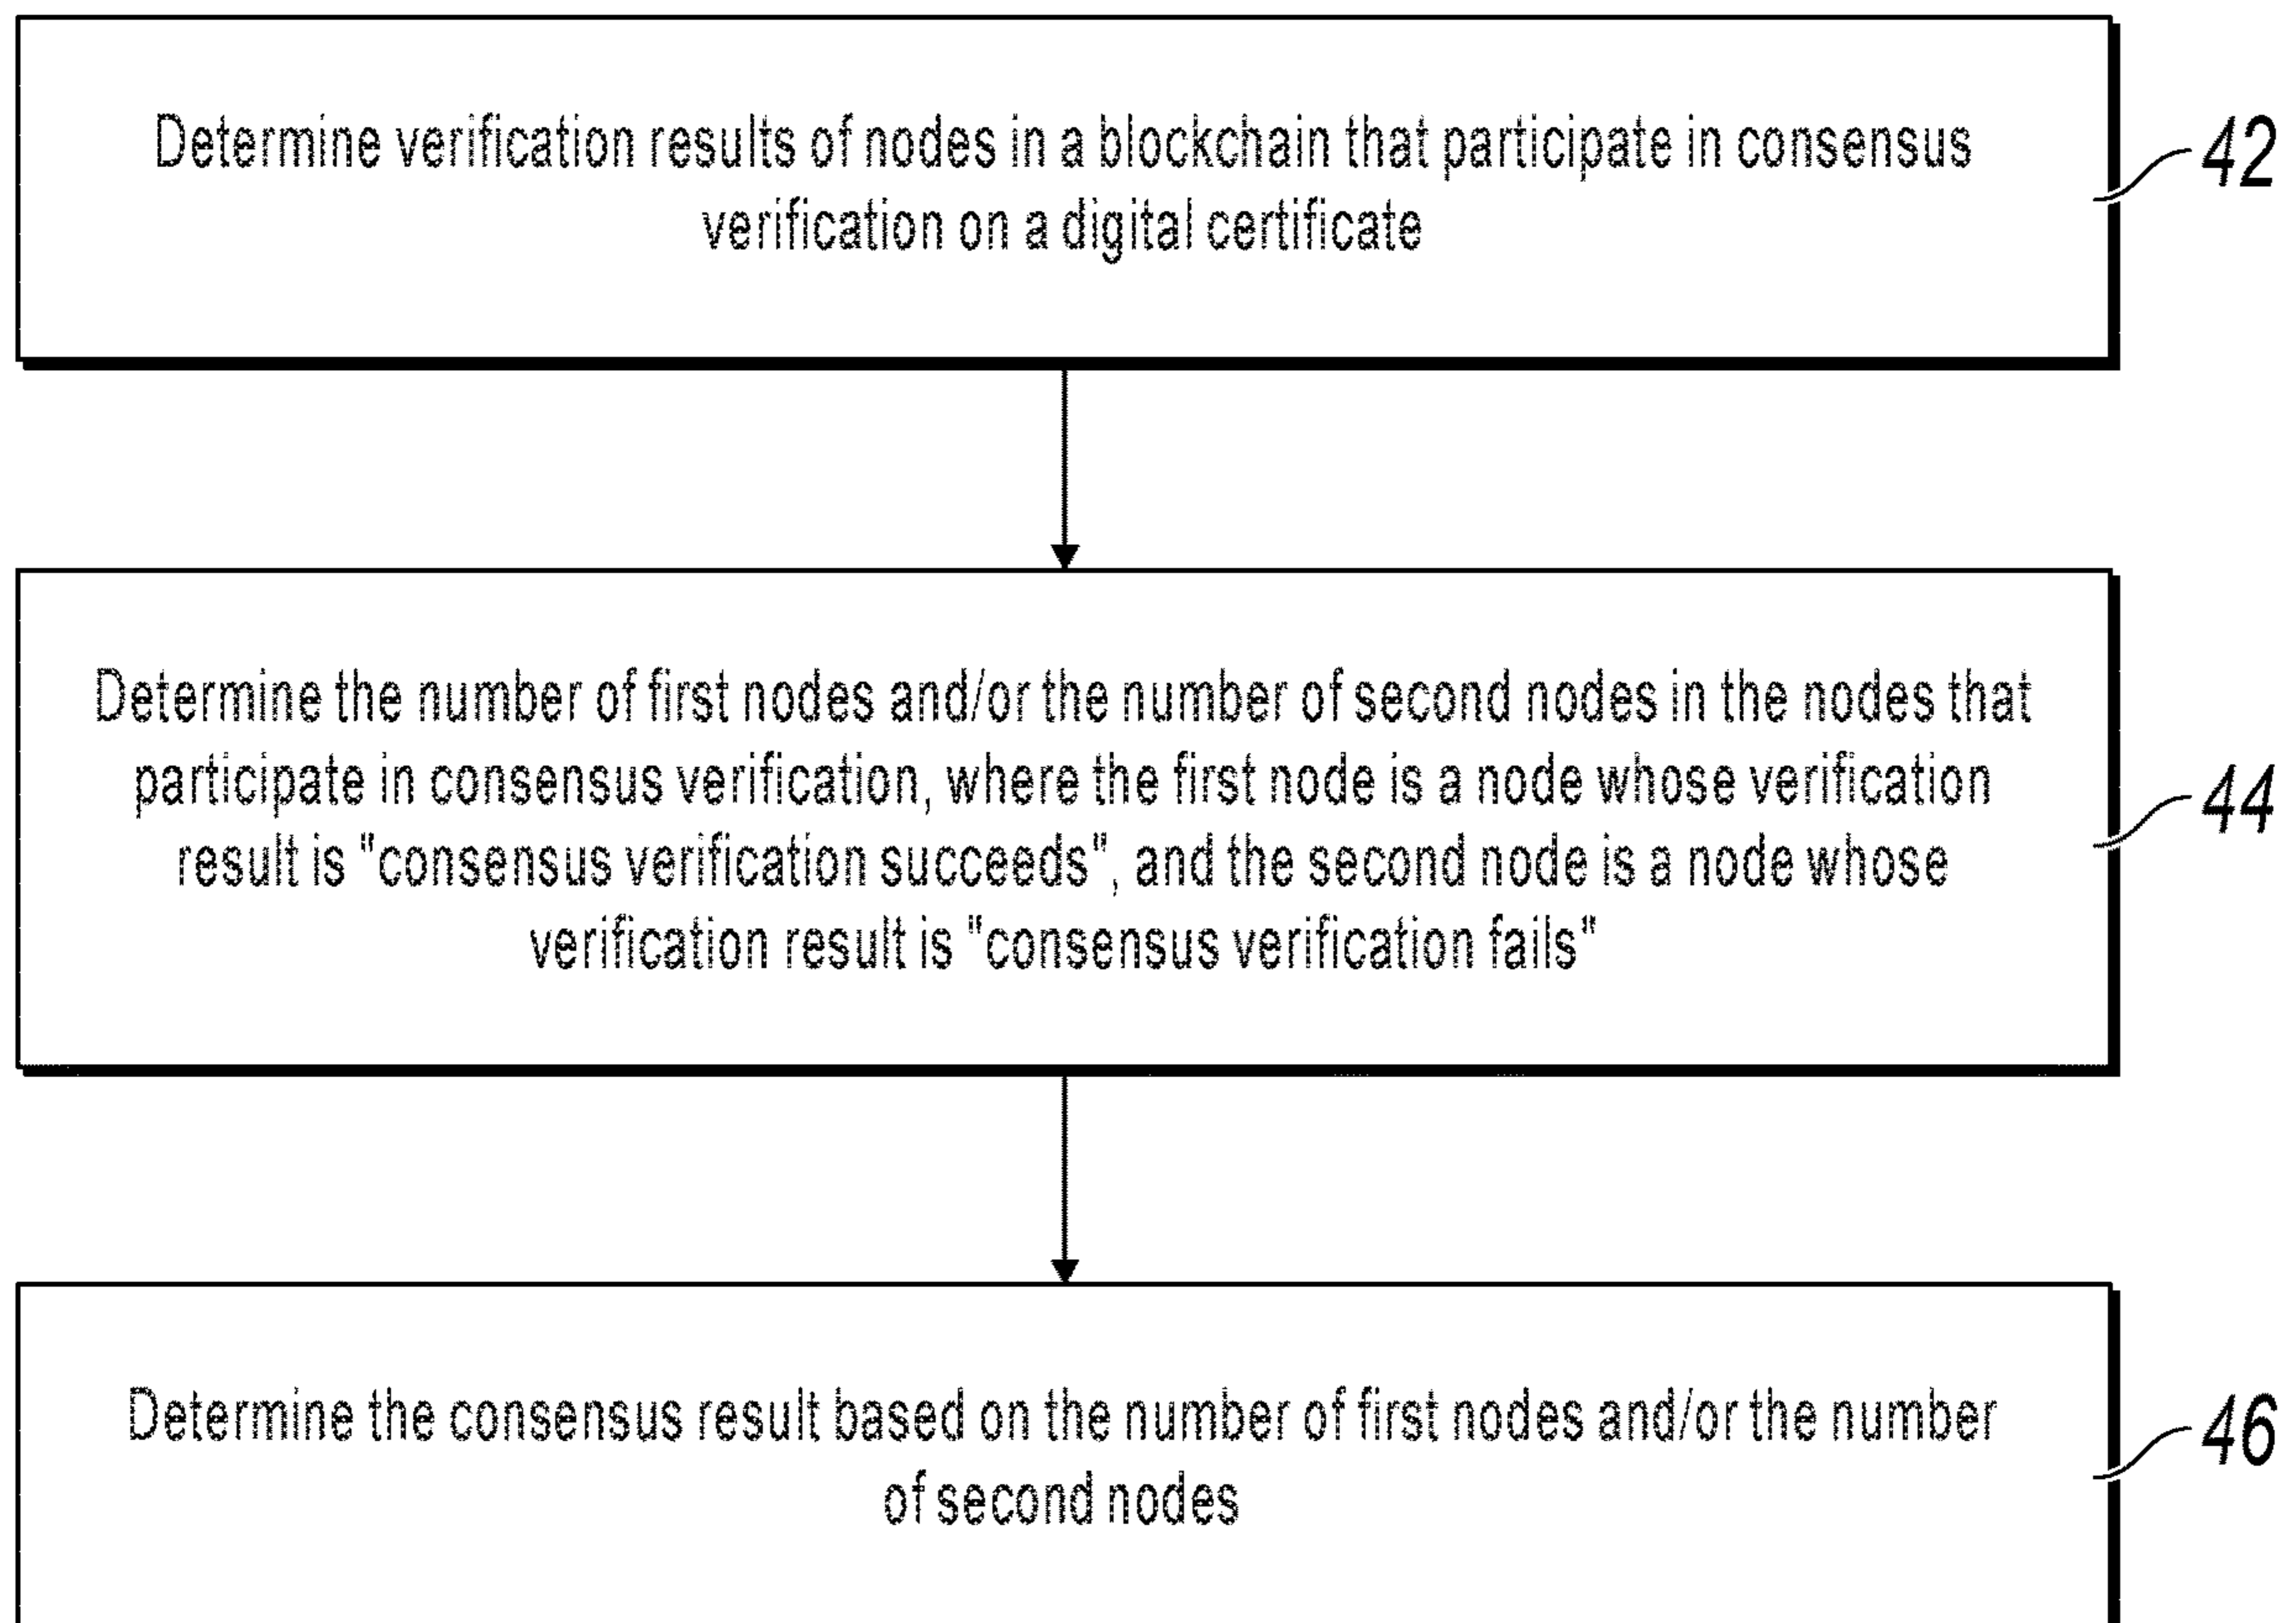 Determine verification results of nodes in a blockchain that participate in consensus
verification on a digital certificate
42
Determine the number of first nodes and/or the number of second nodes in the nodes that
participate in consensus verification, where the first node is a node whose verification
result is "consensus verification succeeds", and the second node is a node whose
verification result is "consensus verification fails"
44
Determine the consensus result based on the number of first nodes and/or the number
of second nodes
46